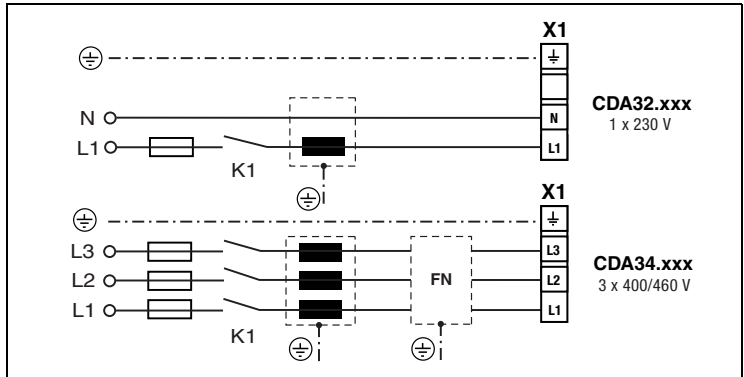 X1
N
N
CDA32.xxx
1 x 230 V
L1
K1
L1
X1
L3
L3
L2
FN
L2
CDA34.xxx
3 x 400/460 V
L1
L1
K1